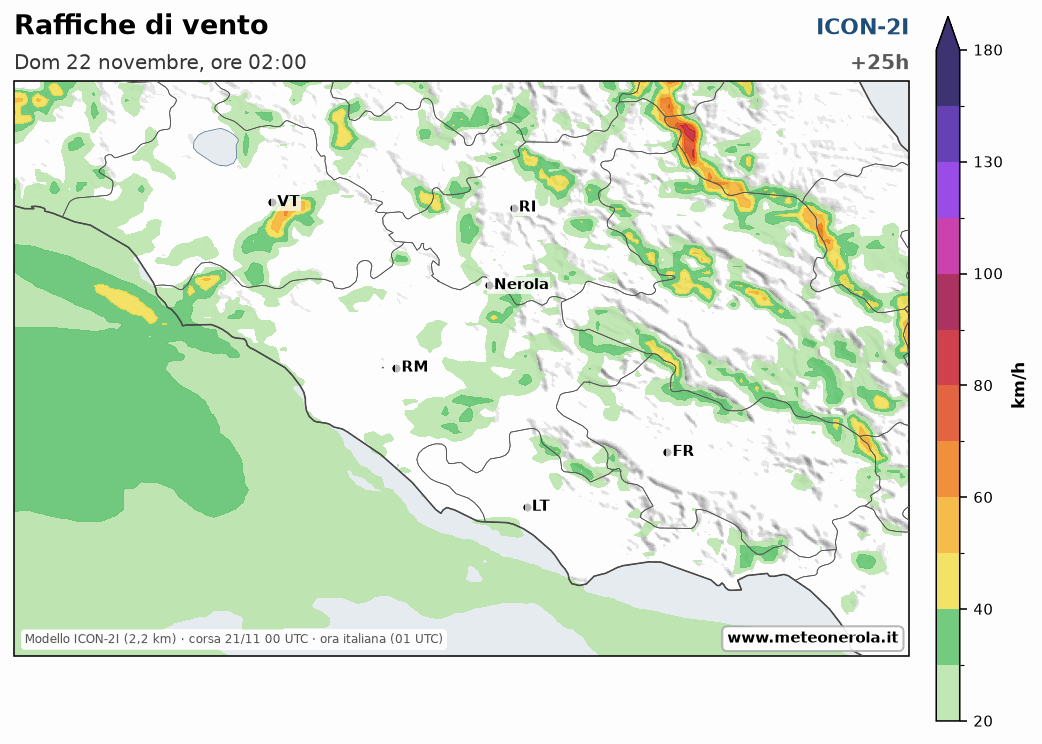 Raffiche di vento
ICON-2I
Dom 22 novembre, ore 02:00
+25h
VT
RI
Nerola
RM
FR
LT
Modello ICON-2I (2,2 km) · corsa 21/11 00 UTC · ora italiana (01 UTC)
www.meteonerola.it
180
130
100
80
60
40
20
km/h